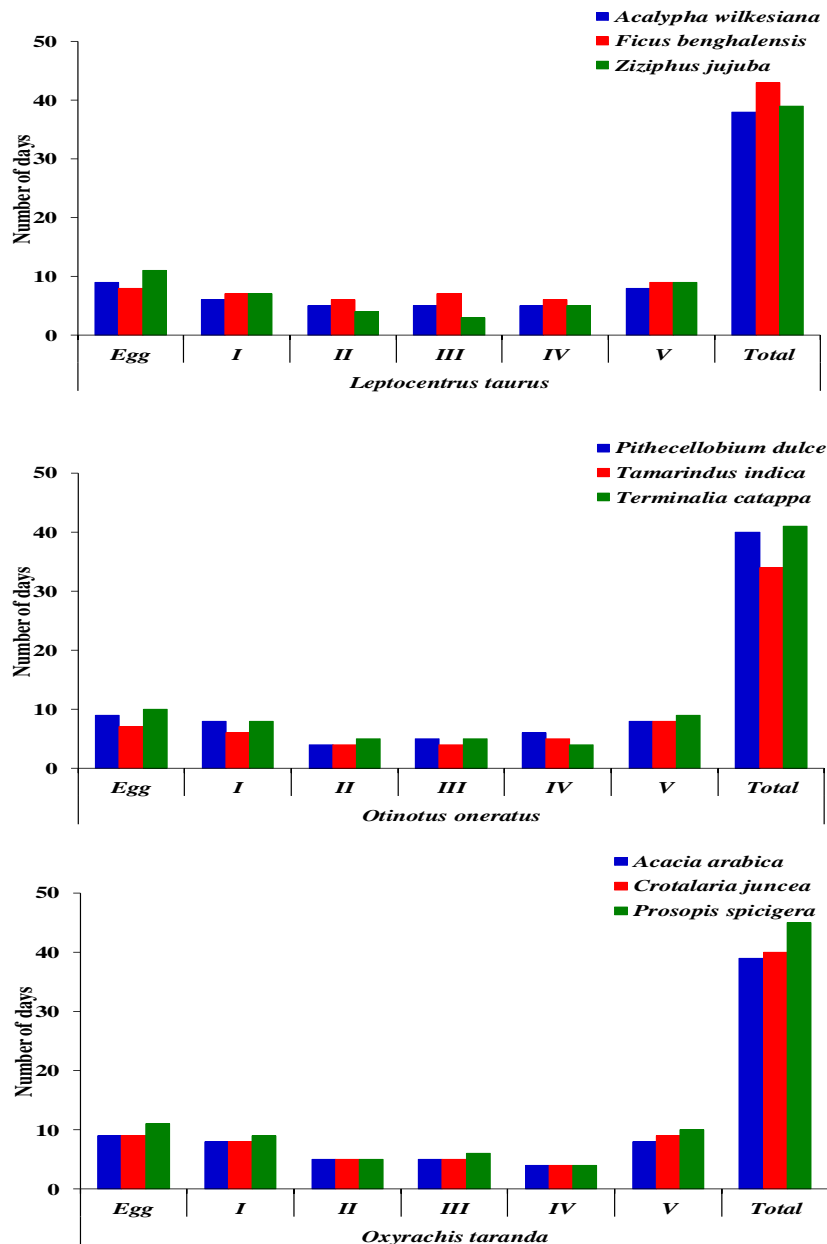 Acalypha wilkesiana
Ficus benghalensis
Ziziphus jujuba
50
40
30
20
10
0
Number of days
Egg I II III IV V Total
Leptocentrus taurus
Pithecellobium dulce
Tamarindus indica
Terminalia catappa
50
40
30
20
10
0
Number of days
Egg I II III IV V Total
Otinotus oneratus
Acacia arabica
Crotalaria juncea
Prosopis spicigera
50
40
30
20
10
0
Number of days
Egg I II III IV V Total
Oxyrachis taranda